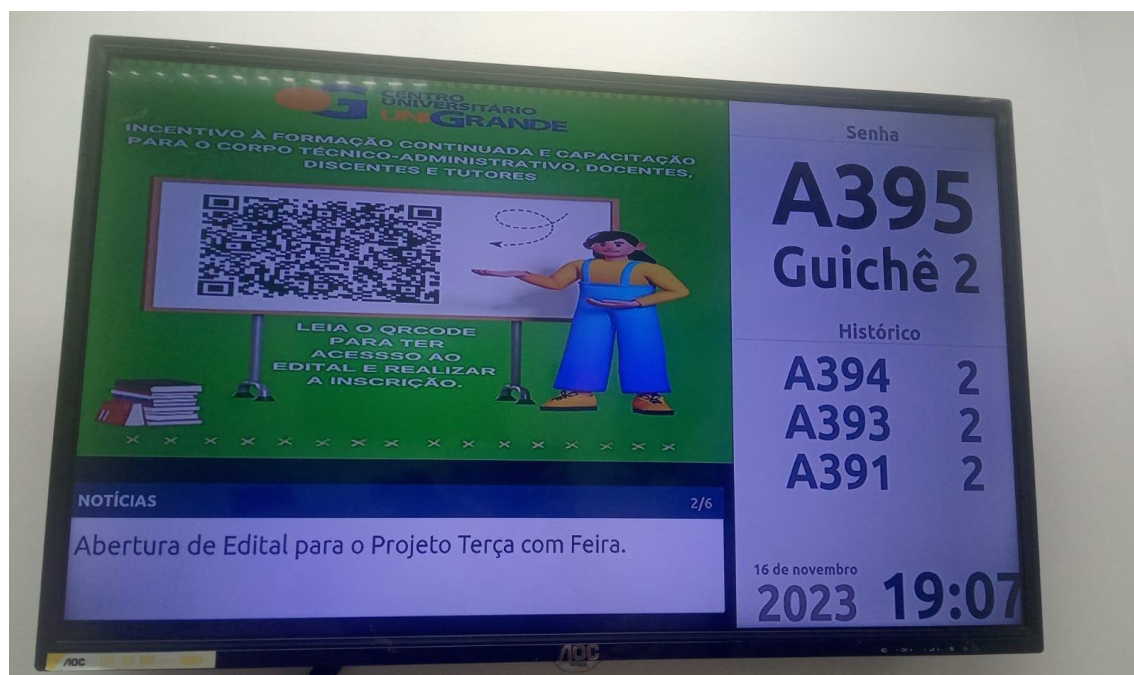 CENTRO
UNIVERSITÁRIO
UNIGRANDE
INCENTIVO À FORMAÇÃO CONTINUADA E CAPACITAÇÃO
PARA O CORPO TÉCNICO-ADMINISTRATIVO, DOCENTES,
DISCENTES E TUTORES
LEIA O QRCODE
PARA TER
ACESSSO AO
EDITAL E REALIZAR
A INSCRIÇÃO.
NOTÍCIAS 2/6
Abertura de Edital para o Projeto Terça com Feira.
Senha
A395
Guichê 2
Histórico
A394 2
A393 2
A391 2
16 de novembro
2023 19:07
AOC
AOC